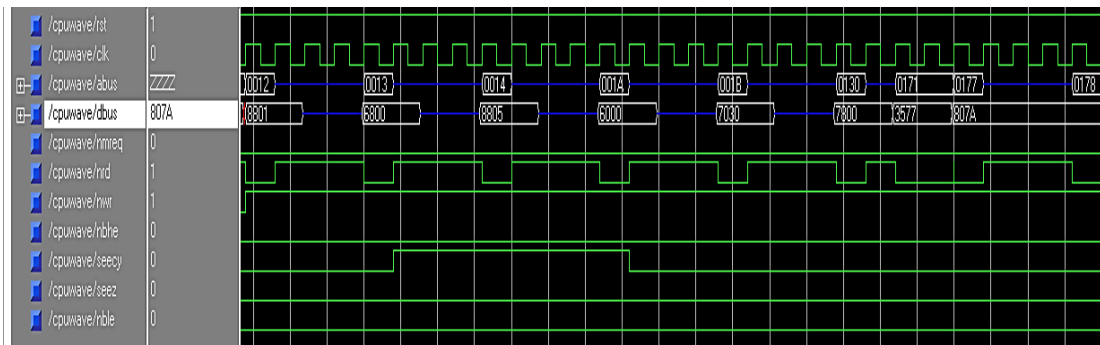 /cpuwave/rst 1
/cpuwave/clk 0
/cpuwave/abus ZZZZ 0012 0013 0014 001A 001B 0130 0171 0177 0178
/cpuwave/dbus 807A 8801 6800 8805 6000 7030 7800 3577 807A
/cpuwave/nmreq 0
/cpuwave/nrd 1
/cpuwave/nwr 1
/cpuwave/nbhe 0
/cpuwave/seecy 0
/cpuwave/seez 0
/cpuwave/nble 0